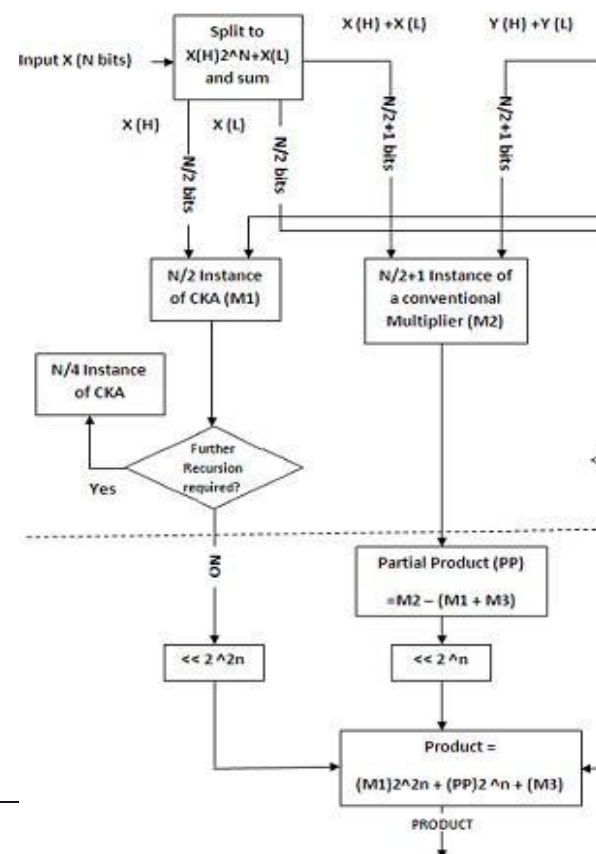 Input X (N bits)
Split to
X(H)2^N+X(L)
and sum
X (H) +X (L)
Y (H) +Y (L)
X (H)
X (L)
N/2 bits
N/2 bits
N/2+1 bits
N/2+1 bits
N/2 Instance
of CKA (M1)
N/2+1 Instance of
a conventional
Multiplier (M2)
N/4 Instance
of CKA
Further
Recursion
required?
Yes
NO
Partial Product (PP)
=M2 – (M1 + M3)
<< 2 ^2n
<< 2 ^n
Product =
(M1)2^2n + (PP)2 ^n + (M3)
PRODUCT